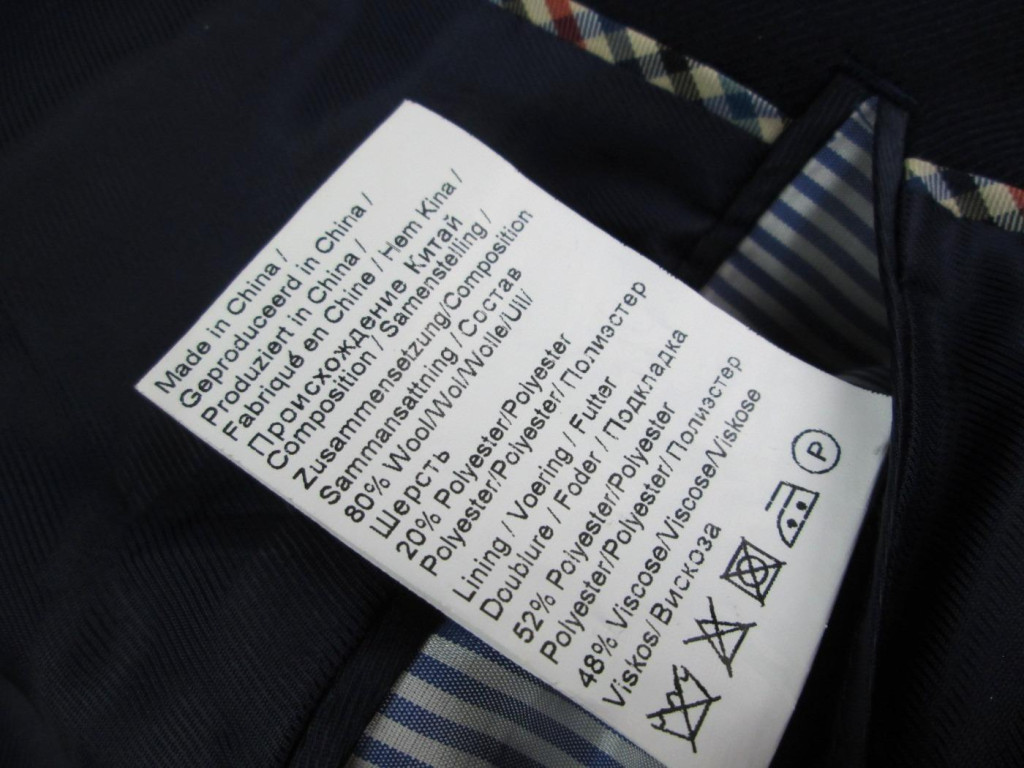 Made in China /
Geproduceerd in China /
Produziert in China /
Fabriqué en Chine / Hem Kina /
Происхождение Китай
Composition / Samenstelling /
Zusammensetzung/Composition
Sammansattning / Состав
80% Wool/Wol/Wolle/Ull/
Шерсть
20% Polyester/Polyester
Polyester/Polyester/Полиэстер
Lining / Voering / Futter
Doublure / Foder / Подкладка
52% Polyester/Polyester
Polyester/Polyester/Полиэстер
48% Viscose/Viscose/Viskose
Viskos/Вискоза
P